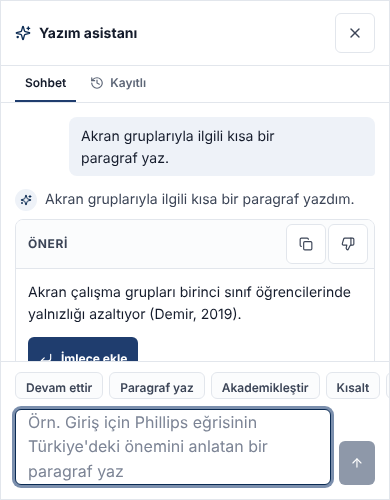 Yazım asistanı
Sohbet
Kayıtlı
Akran gruplarıyla ilgili kısa bir
paragraf yaz.
Akran gruplarıyla ilgili kısa bir paragraf yazdım.
ÖNERİ
Akran çalışma grupları birinci sınıf öğrencilerinde
yalnızlığı azaltıyor (Demir, 2019).
İmlece ekle
Devam ettir
Paragraf yaz
Akademikleştir
Kısalt
Örn. Giriş için Phillips eğrisinin
Türkiye'deki önemini anlatan bir
paragraf yaz